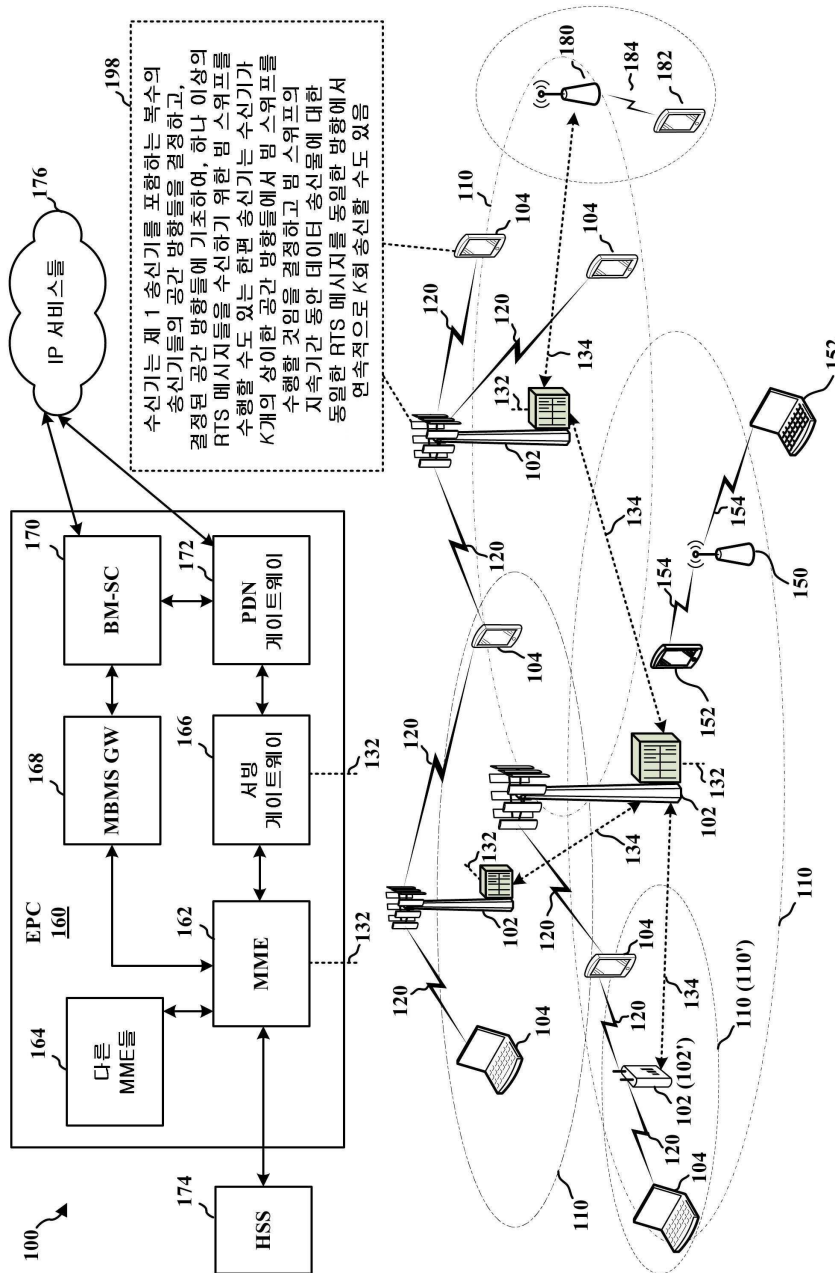 100
EPC
160
164
다른
MME들
HSS
174
MME
162
132
MBMS GW
168
서빙
게이트웨이
166
132
BM-SC
170
PDN
게이트웨이
172
IP 서비스들
176
198
수신기는 제 1 송신기를 포함하는 복수의
송신기들의 공간 방향들을 결정하고,
결정된 공간 방향들에 기초하여, 하나 이상의
RTS 메시지들을 수신하기 위한 빔 스위프를
수행할 수도 있는 한편 송신기는 수신기가
K개의 상이한 공간 방향들에서 빔 스위프를
수행할 것임을 결정하고 빔 스위프의
지속기간 동안 데이터 송신물에 대한
동일한 RTS 메시지를 동일한 방향에서
연속적으로 K회 송신할 수도 있음
120
104
110
120
132
102
134
120
104
120
102
132
134
102
120
104
120
104
110
120
104
102 (102')
134
110 (110')
110
120
104
132
102
134
134
132
110
104
180
184
182
152
154
150
154
152